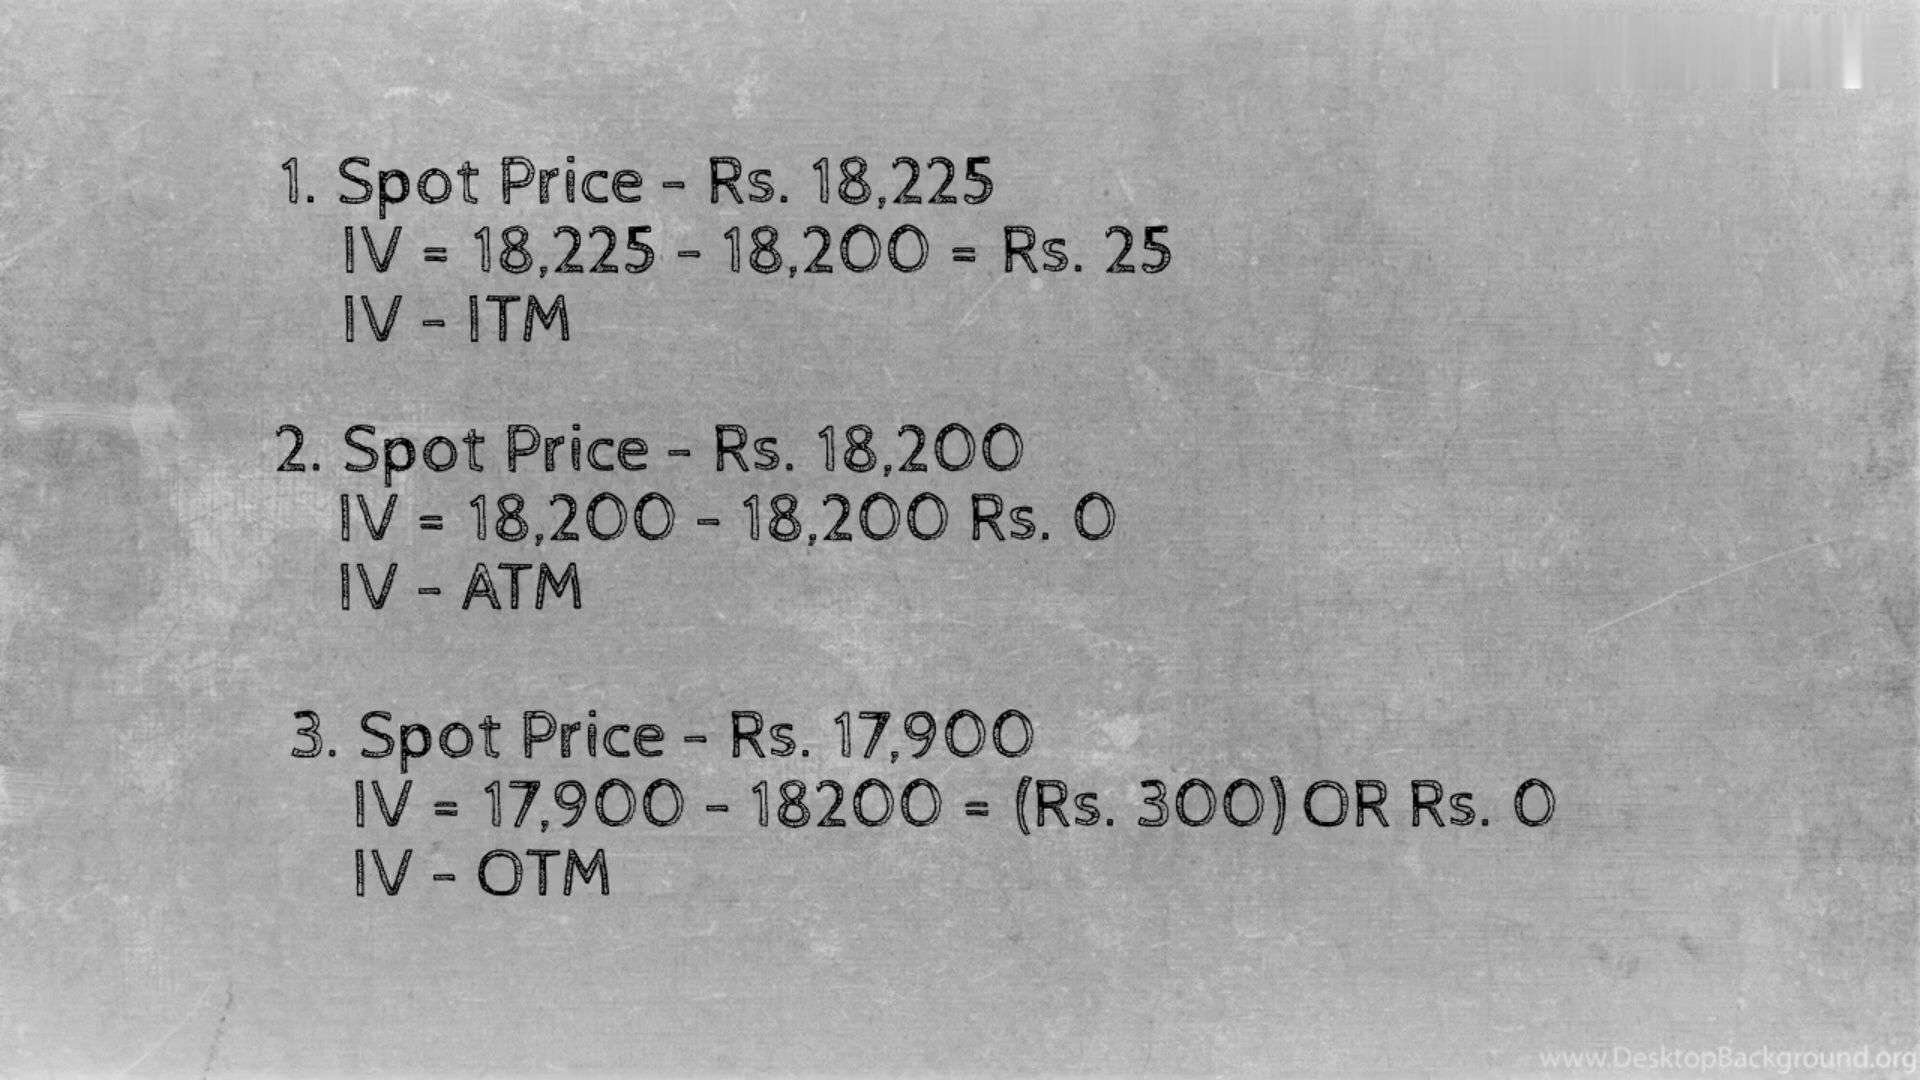 1. Spot Price - Rs. 18,225
IV = 18,225 - 18,200 = Rs. 25
IV - ITM
2. Spot Price - Rs. 18,200
IV = 18,200 - 18,200 Rs. 0
IV - ATM
3. Spot Price - Rs. 17,900
IV = 17,900 - 18200 = (Rs. 300) OR Rs. 0
IV - OTM
www.DesktopBackground.org